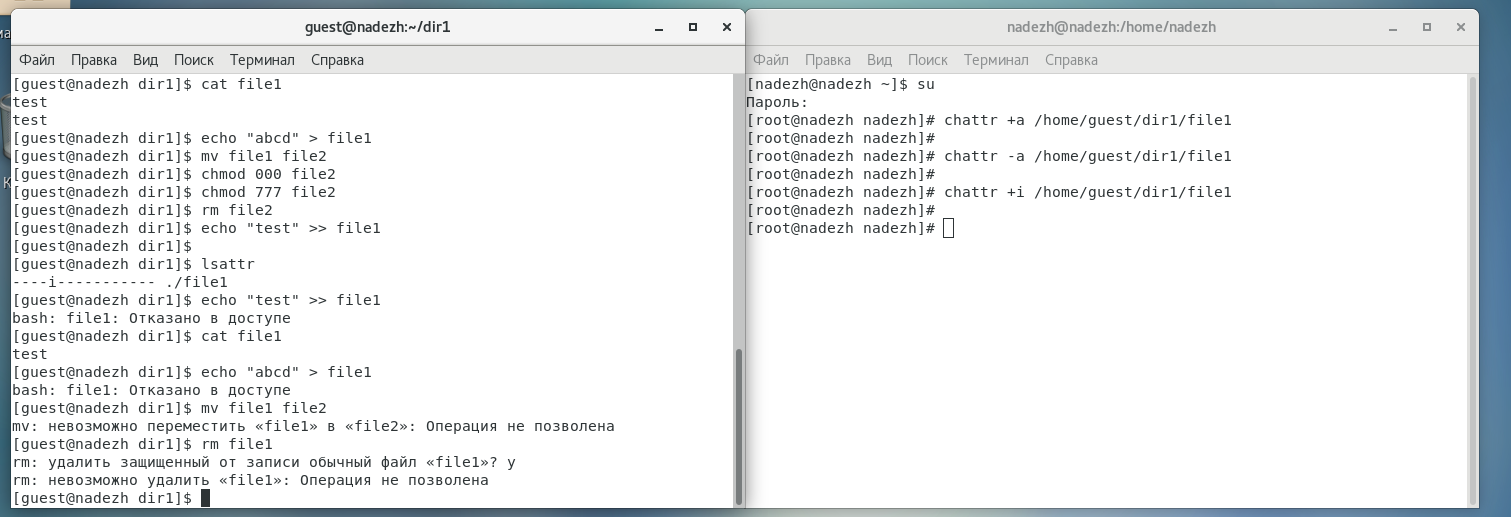 guest@nadezh:~/dir1
Файл Правка Вид Поиск Терминал Справка
[guest@nadezh dir1]$ cat file1
test
test
[guest@nadezh dir1]$ echo "abcd" > file1
[guest@nadezh dir1]$ mv file1 file2
[guest@nadezh dir1]$ chmod 000 file2
[guest@nadezh dir1]$ chmod 777 file2
[guest@nadezh dir1]$ rm file2
[guest@nadezh dir1]$ echo "test" >> file1
[guest@nadezh dir1]$
[guest@nadezh dir1]$ lsattr
----i----------- ./file1
[guest@nadezh dir1]$ echo "test" >> file1
bash: file1: Отказано в доступе
[guest@nadezh dir1]$ cat file1
test
[guest@nadezh dir1]$ echo "abcd" > file1
bash: file1: Отказано в доступе
[guest@nadezh dir1]$ mv file1 file2
mv: невозможно переместить «file1» в «file2»: Операция не позволена
[guest@nadezh dir1]$ rm file1
rm: удалить защищенный от записи обычный файл «file1»? y
rm: невозможно удалить «file1»: Операция не позволена
[guest@nadezh dir1]$
nadezh@nadezh:/home/nadezh
Файл Правка Вид Поиск Терминал Справка
[nadezh@nadezh ~]$ su
Пароль:
[root@nadezh nadezh]# chattr +a /home/guest/dir1/file1
[root@nadezh nadezh]#
[root@nadezh nadezh]# chattr -a /home/guest/dir1/file1
[root@nadezh nadezh]#
[root@nadezh nadezh]# chattr +i /home/guest/dir1/file1
[root@nadezh nadezh]#
[root@nadezh nadezh]#